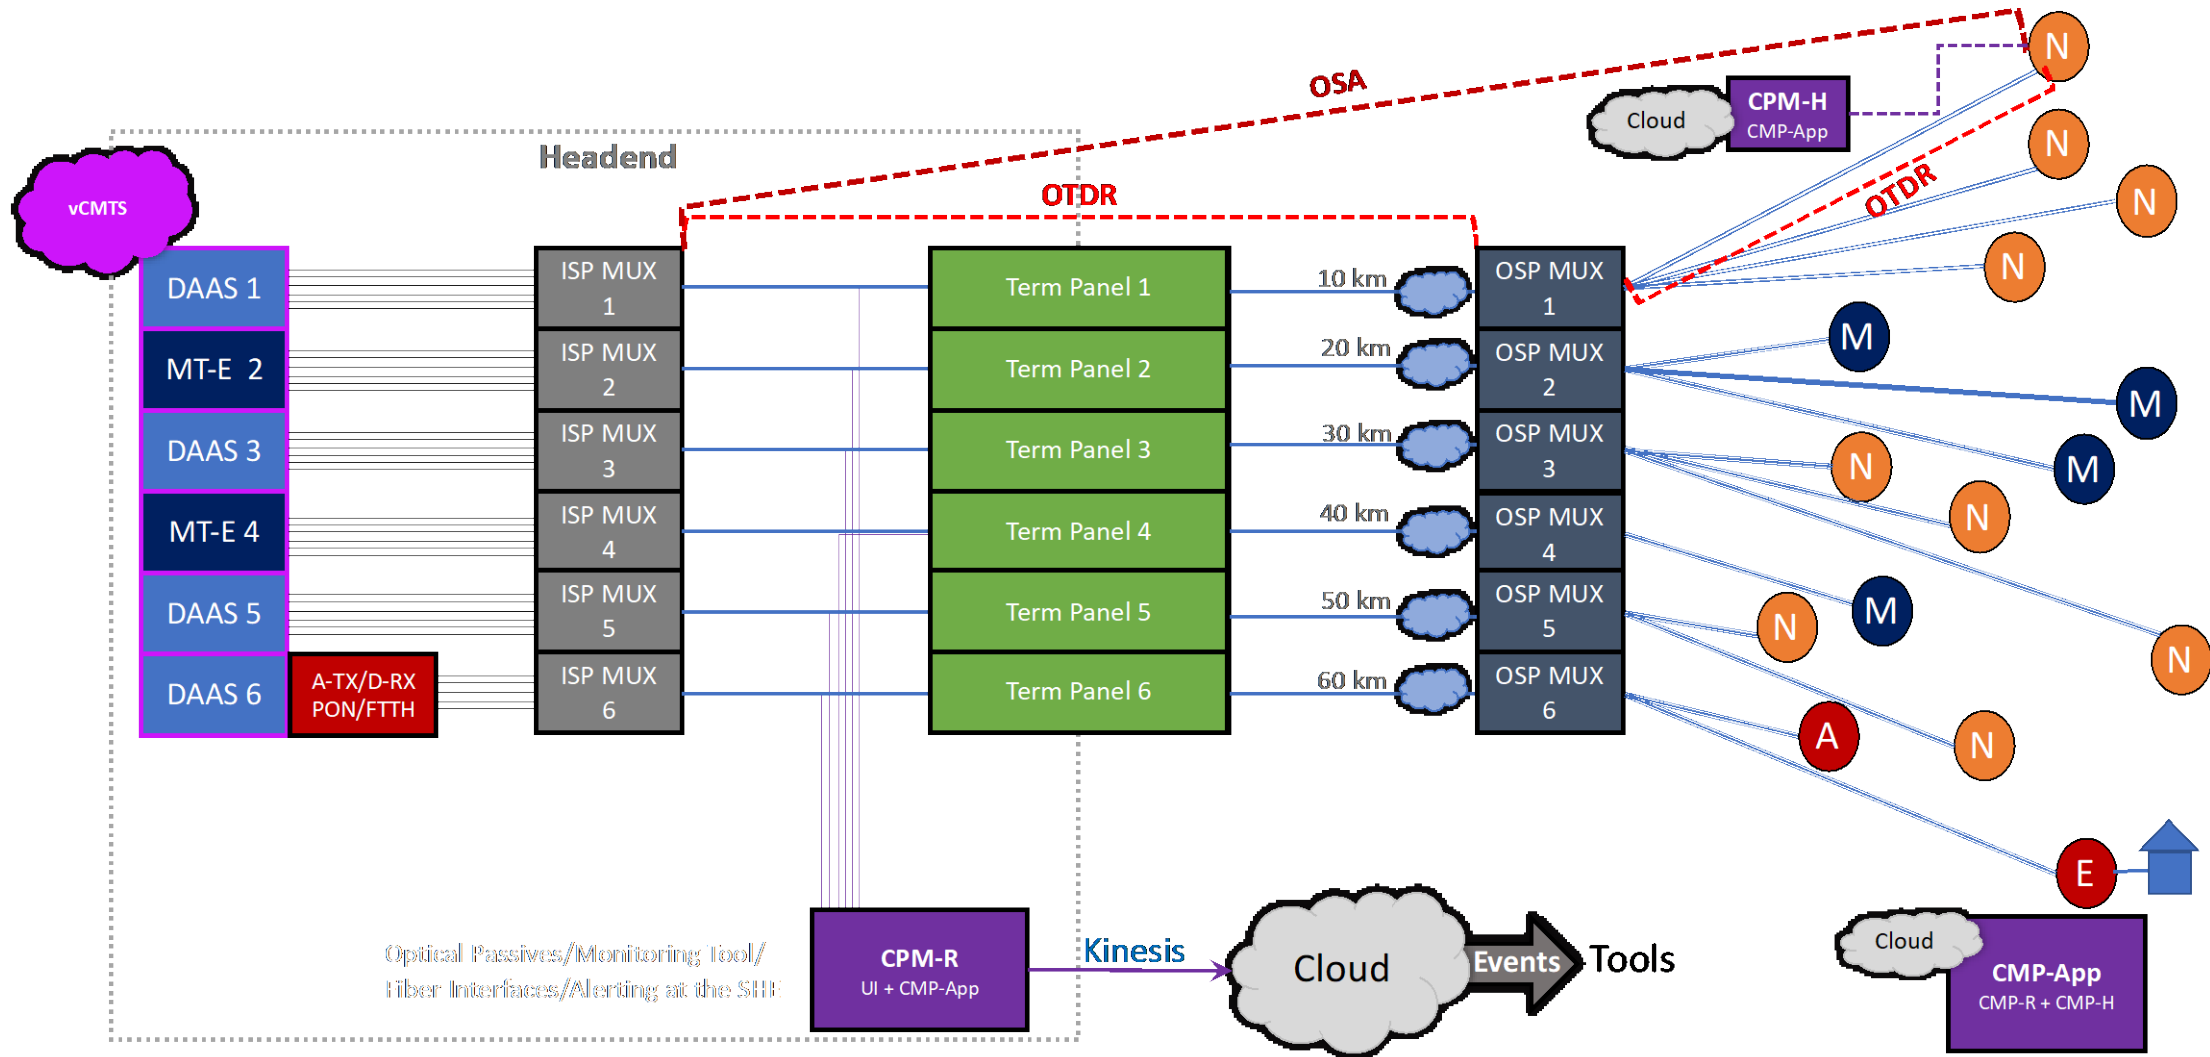 OSA
N
CPM-H
CMP-App
Cloud
N
Headend
OTDR
OTDR
N
vCMTS
N
DAAS 1
ISP MUX
1
Term Panel 1
10 km
OSP MUX
1
MT-E 2
ISP MUX
2
Term Panel 2
20 km
OSP MUX
2
M
M
DAAS 3
ISP MUX
3
Term Panel 3
30 km
OSP MUX
3
N
M
MT-E 4
ISP MUX
4
Term Panel 4
40 km
OSP MUX
4
N
DAAS 5
ISP MUX
5
Term Panel 5
50 km
OSP MUX
5
N
M
N
DAAS 6
A-TX/D-RX
PON/FTTH
ISP MUX
6
Term Panel 6
60 km
OSP MUX
6
A
N
E
Optical Passives/Monitoring Tool/
Fiber Interfaces/Alerting at the SHE
CPM-R
UI + CMP-App
Kinesis
Cloud
Events
Tools
Cloud
CMP-App
CMP-R + CMP-H